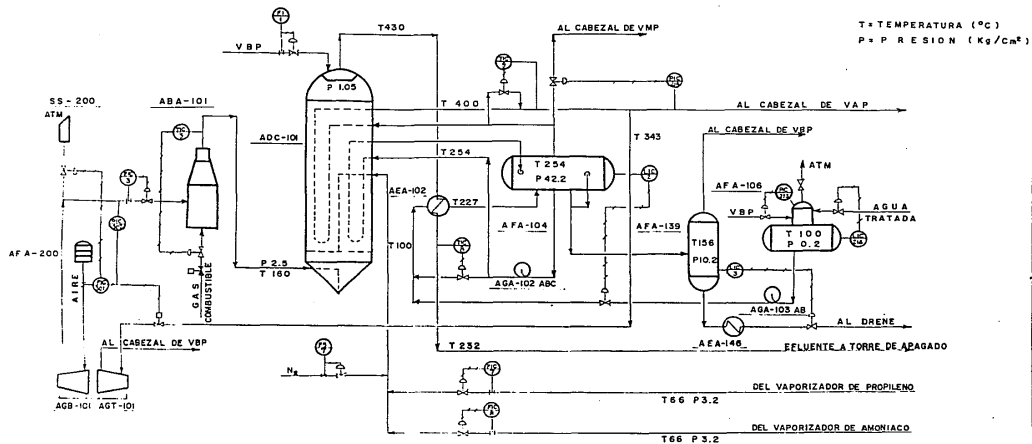 T = TEMPERATURA (°C)
P = PRESION (Kg/Cm²)
T430
VBP
AL CABEZAL DE VMP
P 1.05
SS-200
ATM
ABA-101
T 400
AL CABEZAL DE VAP
ADC-101
T 343
AL CABEZAL DE VBP
T 254
AEA-102
T 254
P 42.2
ATM
AFA-106
VBP
AGUA
TRATADA
T227
AFA-104
AFA-139
T 100
P 0.2
T156
P10.2
T100
AFA-200
AIRE
GAS
COMBUSTIBLE
P 2.5
T 160
AGA-102 ABC
AGA-103 AB
AL DRENE
AEA-146
AL CABEZAL DE VBP
T 232
EFLUENTE A TORRE DE APAGADO
N₂
AGB-101
AGT-101
DEL VAPORIZADOR DE PROPILENO
T66 P3.2
DEL VAPORIZADOR DE AMONIACO
T66 P 3.2